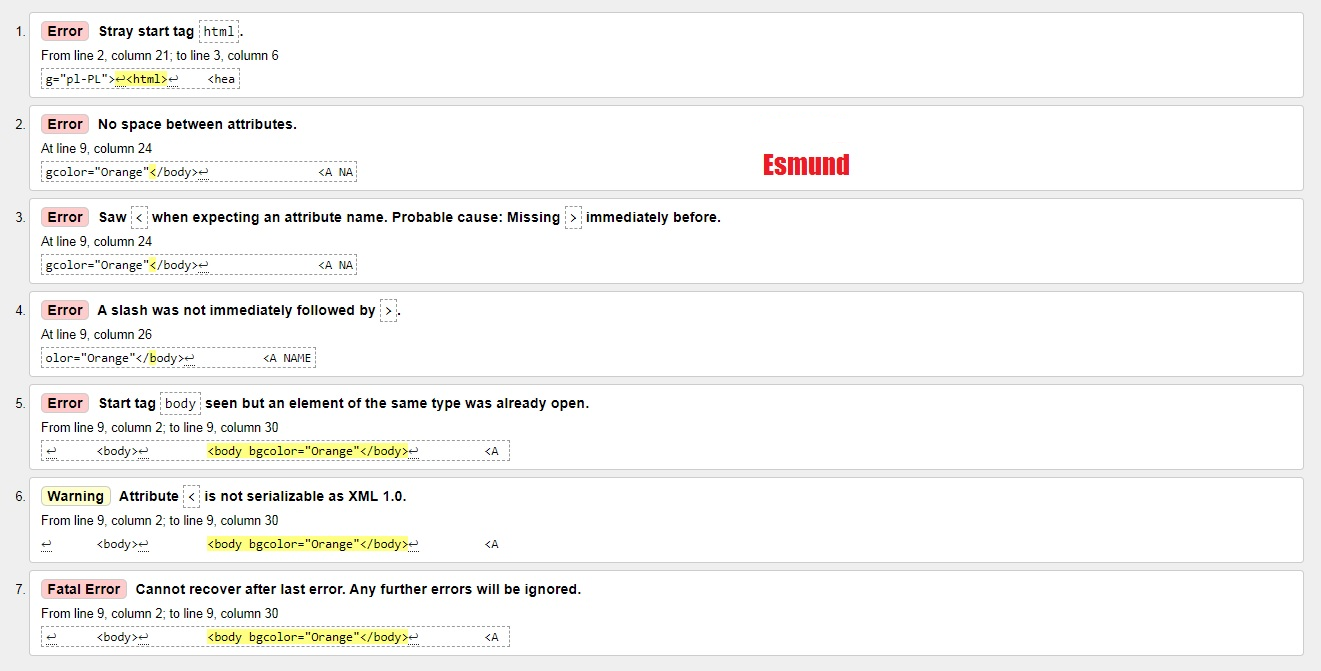 1. Error Stray start tag html.
From line 2, column 21; to line 3, column 6
g="pl-PL">↩<html>↩ <hea
2. Error No space between attributes.
At line 9, column 24
gcolor="Orange"</body>↩ <A NA
Esmund
3. Error Saw < when expecting an attribute name. Probable cause: Missing > immediately before.
At line 9, column 24
gcolor="Orange"</body>↩ <A NA
4. Error A slash was not immediately followed by >.
At line 9, column 26
olor="Orange"</body>↩ <A NAME
5. Error Start tag body seen but an element of the same type was already open.
From line 9, column 2; to line 9, column 30
↩ <body>↩ <body bgcolor="Orange"</body>↩ <A
6. Warning Attribute < is not serializable as XML 1.0.
From line 9, column 2; to line 9, column 30
↩ <body>↩ <body bgcolor="Orange"</body>↩ <A
7. Fatal Error Cannot recover after last error. Any further errors will be ignored.
From line 9, column 2; to line 9, column 30
↩ <body>↩ <body bgcolor="Orange"</body>↩ <A